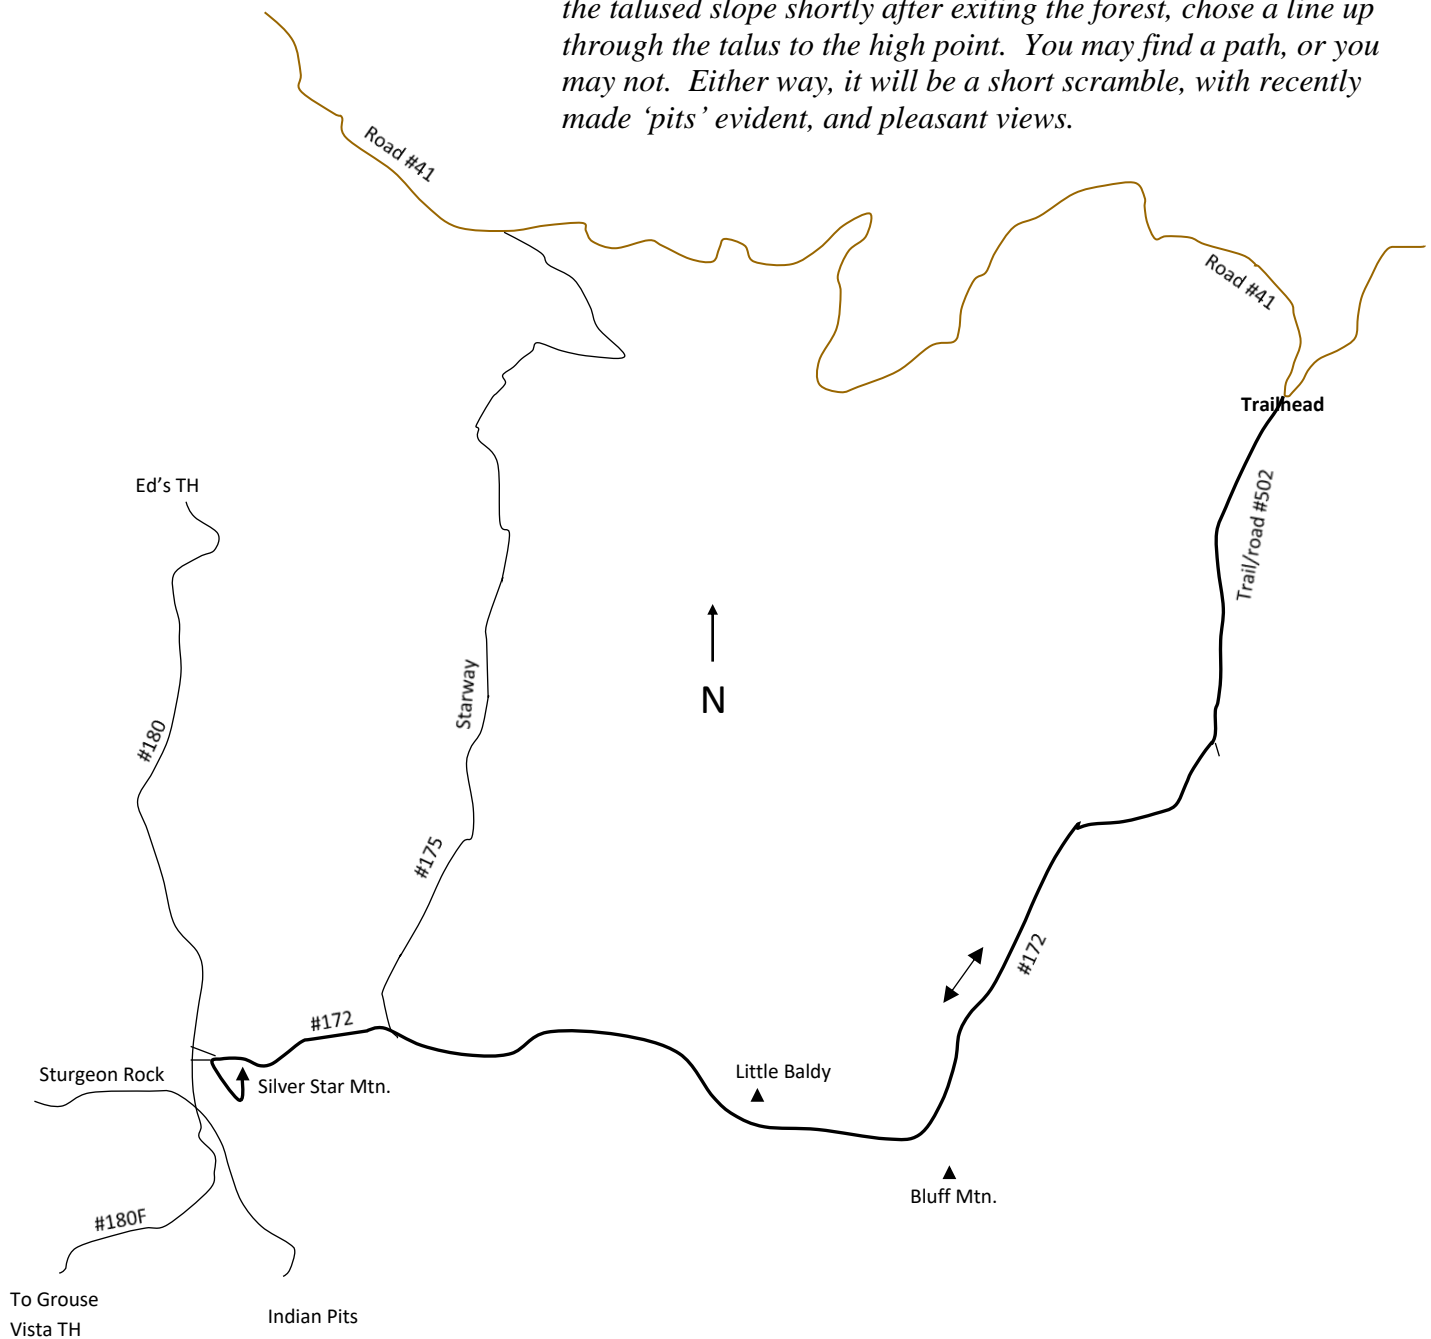 the talused slope shortly after exiting the forest, chose a line up
through the talus to the high point.  You may find a path, or you
may not.  Either way, it will be a short scramble, with recently
made ‘pits’ evident, and pleasant views.
Road #41
Road #41
Trailhead
Trail/road #502
Ed’s TH
Starway
N
#180
#175
#172
#172
Sturgeon Rock
Silver Star Mtn.
Little Baldy
Bluff Mtn.
#180F
To Grouse
Vista TH
Indian Pits